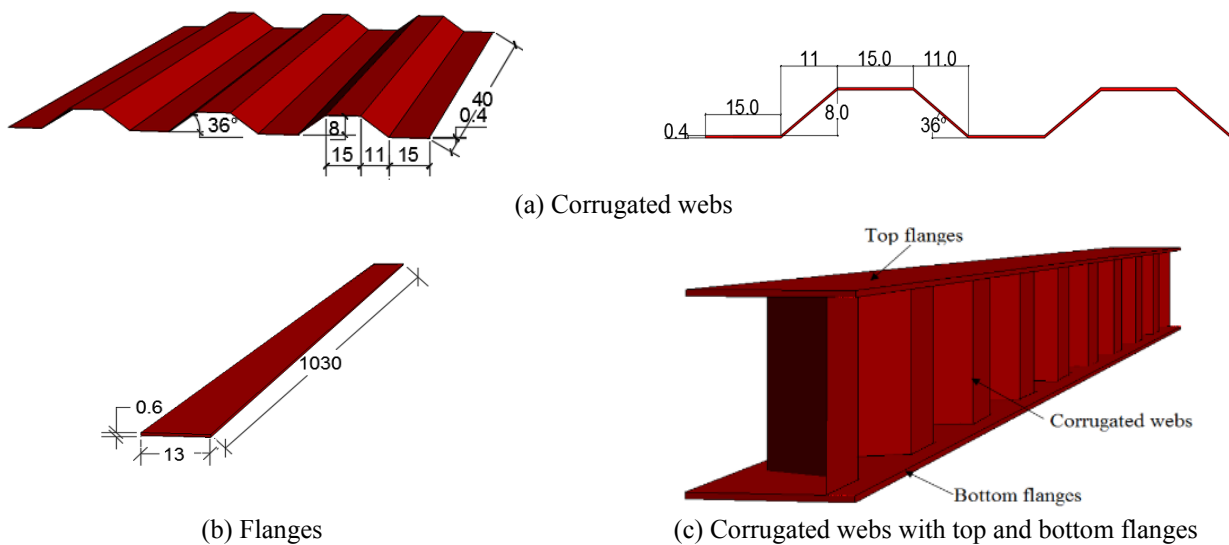 36°
8
15
11
15
40
0.4
11
15.0
11.0
15.0
8.0
36°
0.4
(a) Corrugated webs
0.6
13
1030
(b) Flanges
Top flanges
Corrugated webs
Bottom flanges
(c) Corrugated webs with top and bottom flanges